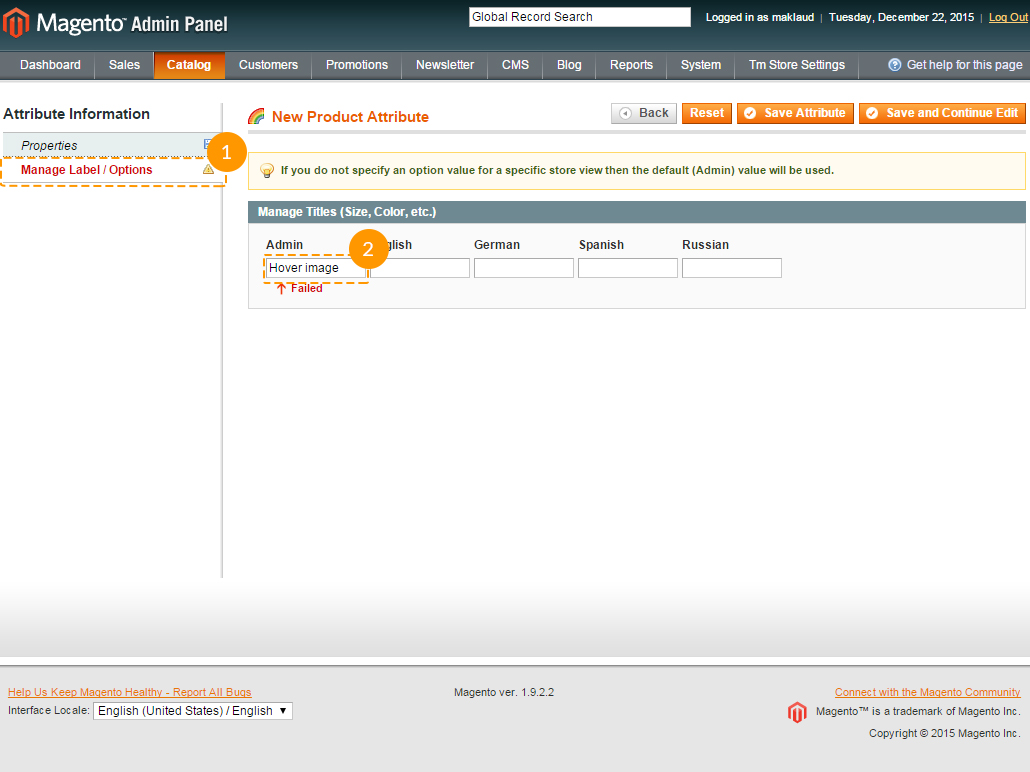 Magento™ Admin Panel
Global Record Search
Logged in as maklaud | Tuesday, December 22, 2015 | Log Out
Dashboard Sales Catalog Customers Promotions Newsletter CMS Blog Reports System Tm Store Settings Get help for this page
Attribute Information
Properties
1
Manage Label / Options
New Product Attribute
Back Reset Save Attribute Save and Continue Edit
If you do not specify an option value for a specific store view then the default (Admin) value will be used.
Manage Titles (Size, Color, etc.)
Admin 2 glish German Spanish Russian
Hover image
Failed
Help Us Keep Magento Healthy - Report All Bugs
Interface Locale: English (United States) / English
Magento ver. 1.9.2.2
Connect with the Magento Community
Magento™ is a trademark of Magento Inc.
Copyright © 2015 Magento Inc.